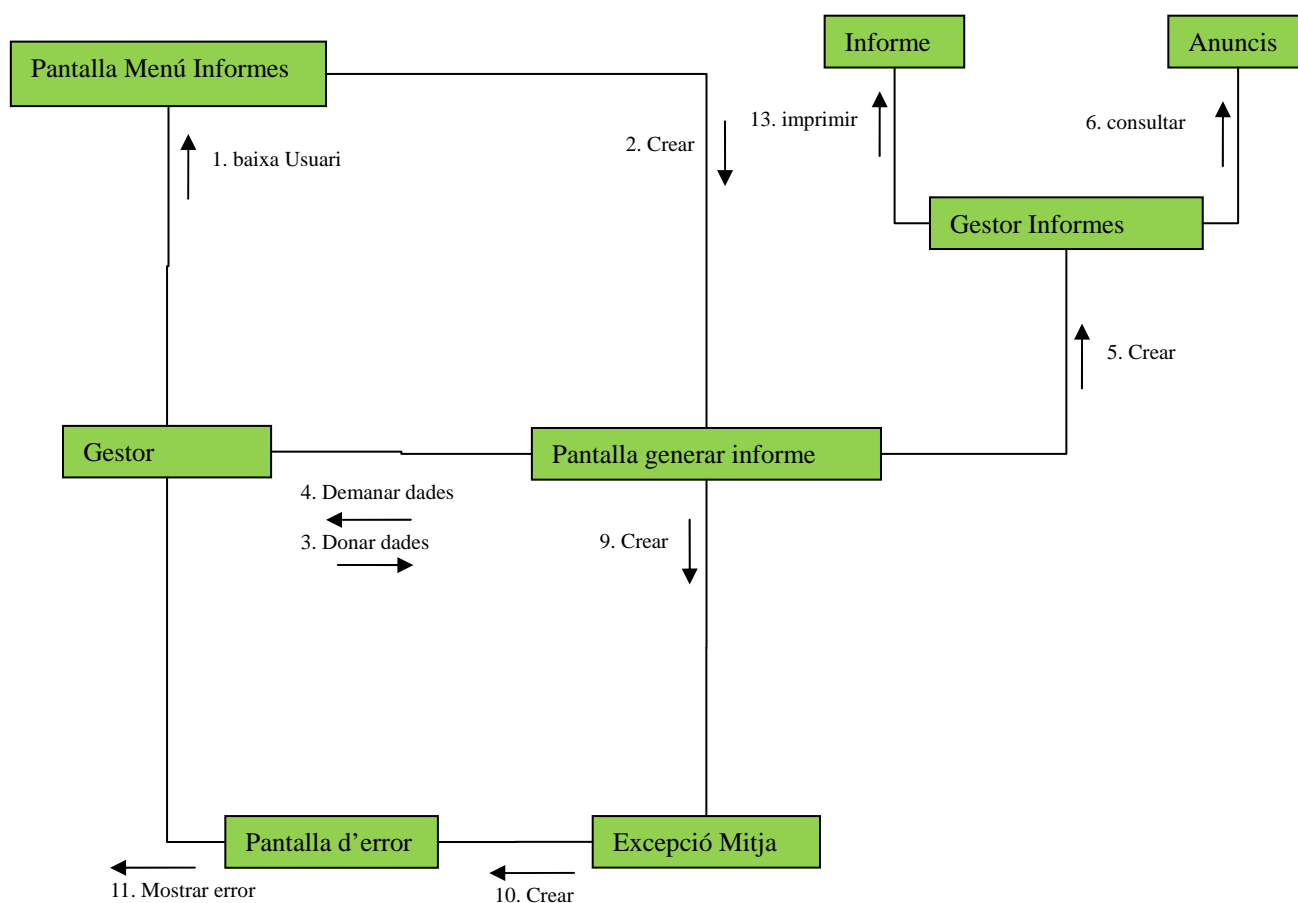 Informe
Anuncis
Pantalla Menú Informes
13. imprimir
6. consultar
2. Crear
1. baixa Usuari
Gestor Informes
5. Crear
Gestor
Pantalla generar informe
4. Demanar dades
3. Donar dades
9. Crear
Pantalla d’error
Excepció Mitja
11. Mostrar error
10. Crear